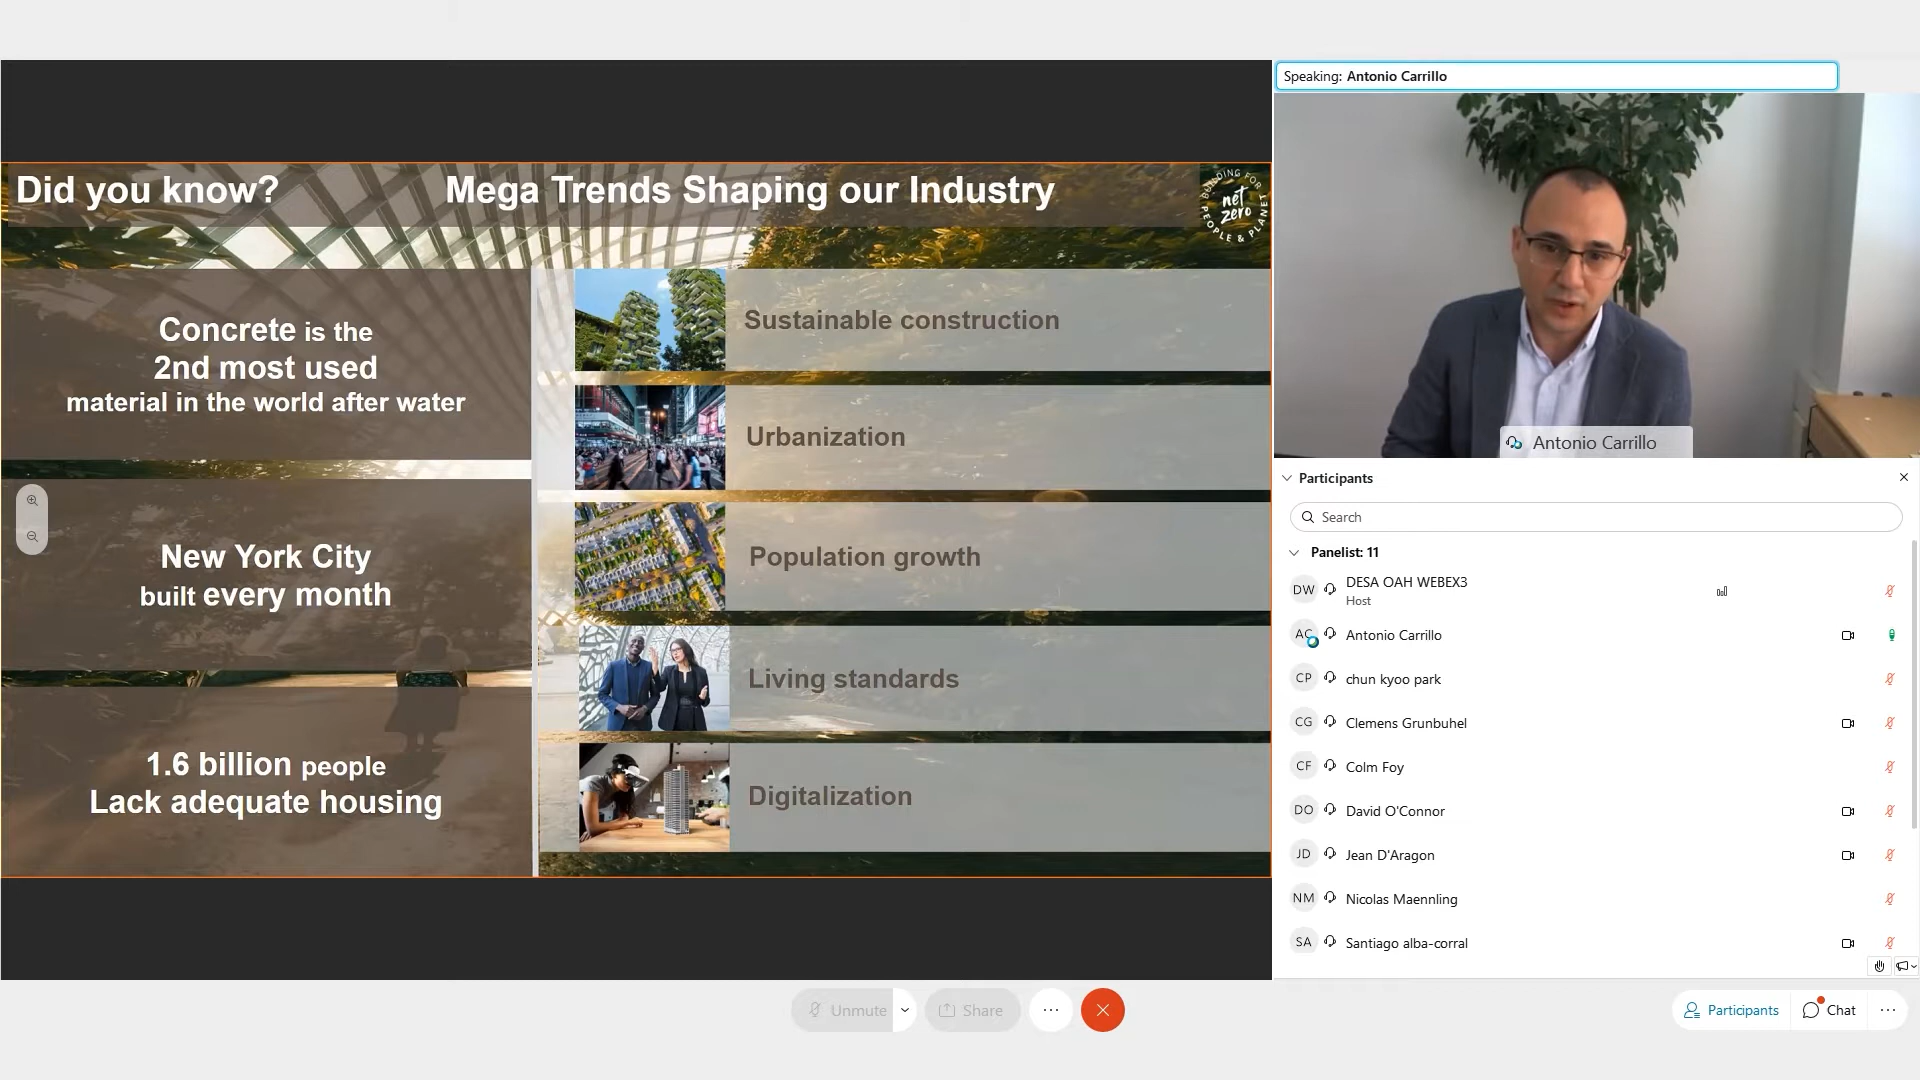 Speaking: Antonio Carrillo
Did you know?
Mega Trends Shaping our Industry
BUILDING FOR
net
zero
PEOPLE & PLANET
Concrete is the
2nd most used
material in the world after water
New York City
built every month
1.6 billion people
Lack adequate housing
Sustainable construction
Urbanization
Population growth
Living standards
Digitalization
Antonio Carrillo
Participants
Search
Panelist: 11
DW DESA OAH WEBEX3
Host
AC Antonio Carrillo
CP chun kyoo park
CG Clemens Grunbuhel
CF Colm Foy
DO David O'Connor
JD Jean D'Aragon
NM Nicolas Maennling
SA Santiago alba-corral
Unmute
Share
Participants
Chat